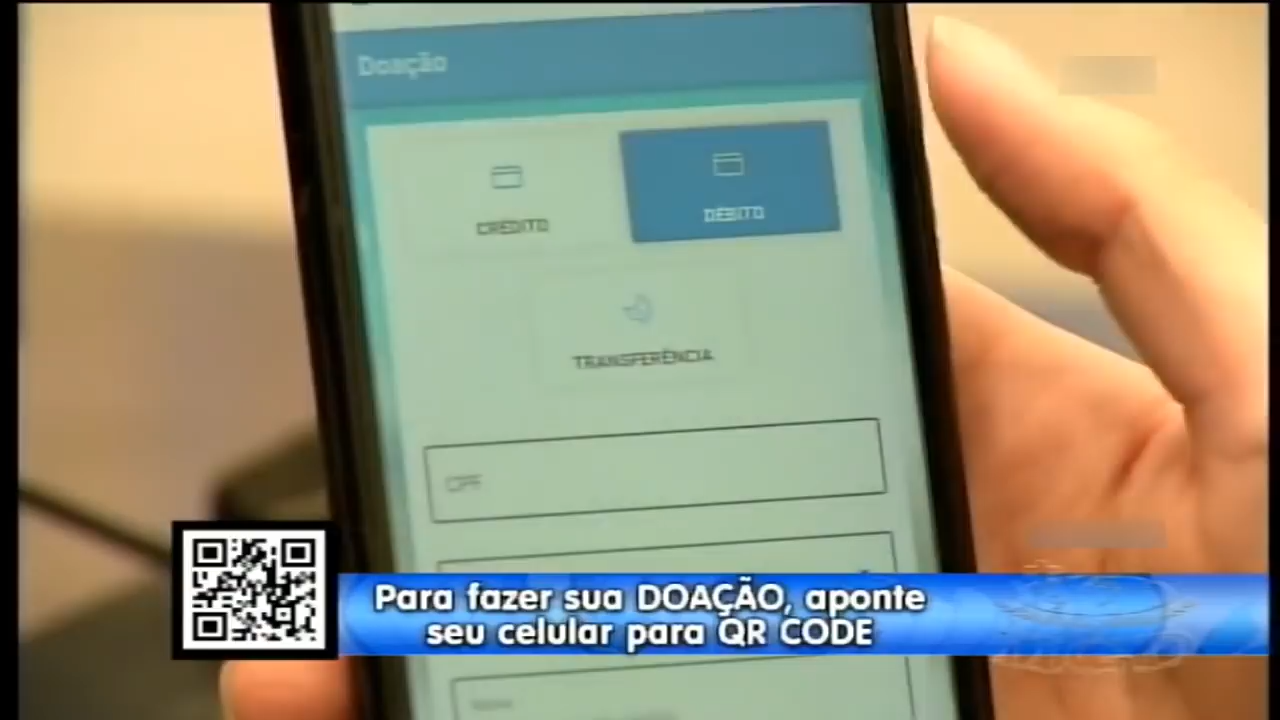 Doação
CRÉDITO
DÉBITO
TRANSFERÊNCIA
CPF
Para fazer sua DOAÇÃO, aponte
seu celular para QR CODE